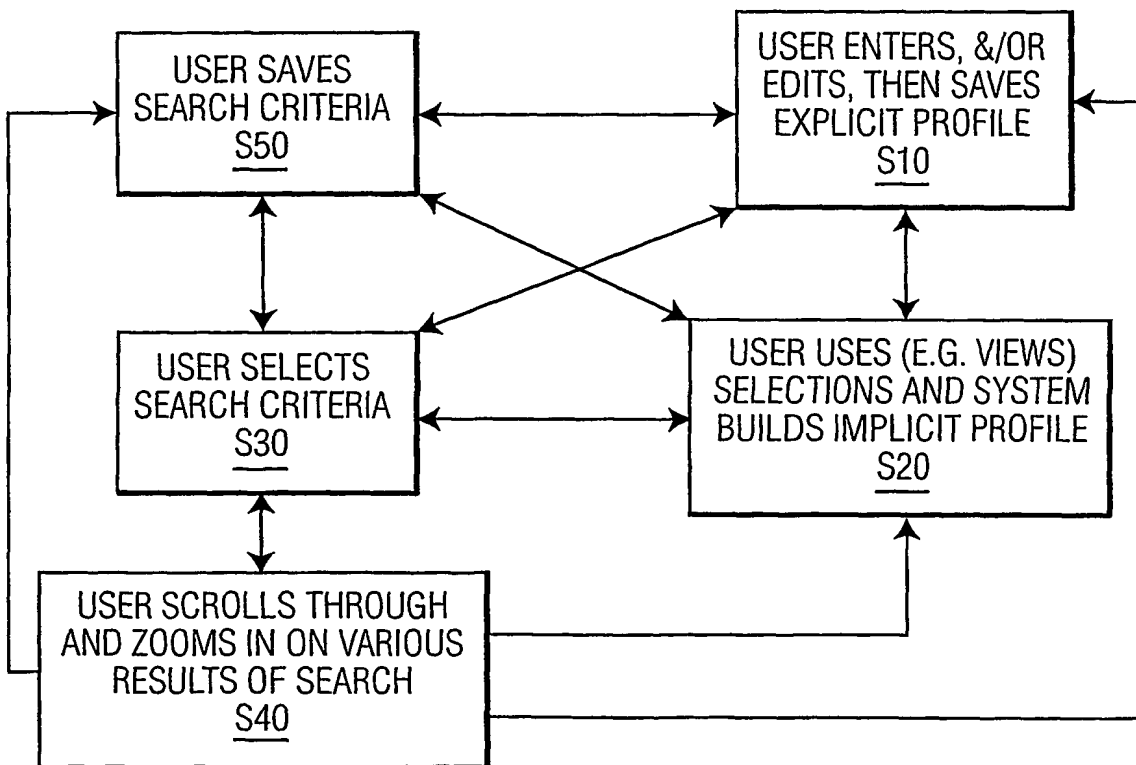 USER SAVES
SEARCH CRITERIA
S50
USER ENTERS, &/OR
EDITS, THEN SAVES
EXPLICIT PROFILE
S10
USER SELECTS
SEARCH CRITERIA
S30
USER USES (E.G. VIEWS)
SELECTIONS AND SYSTEM
BUILDS IMPLICIT PROFILE
S20
USER SCROLLS THROUGH
AND ZOOMS IN ON VARIOUS
RESULTS OF SEARCH
S40